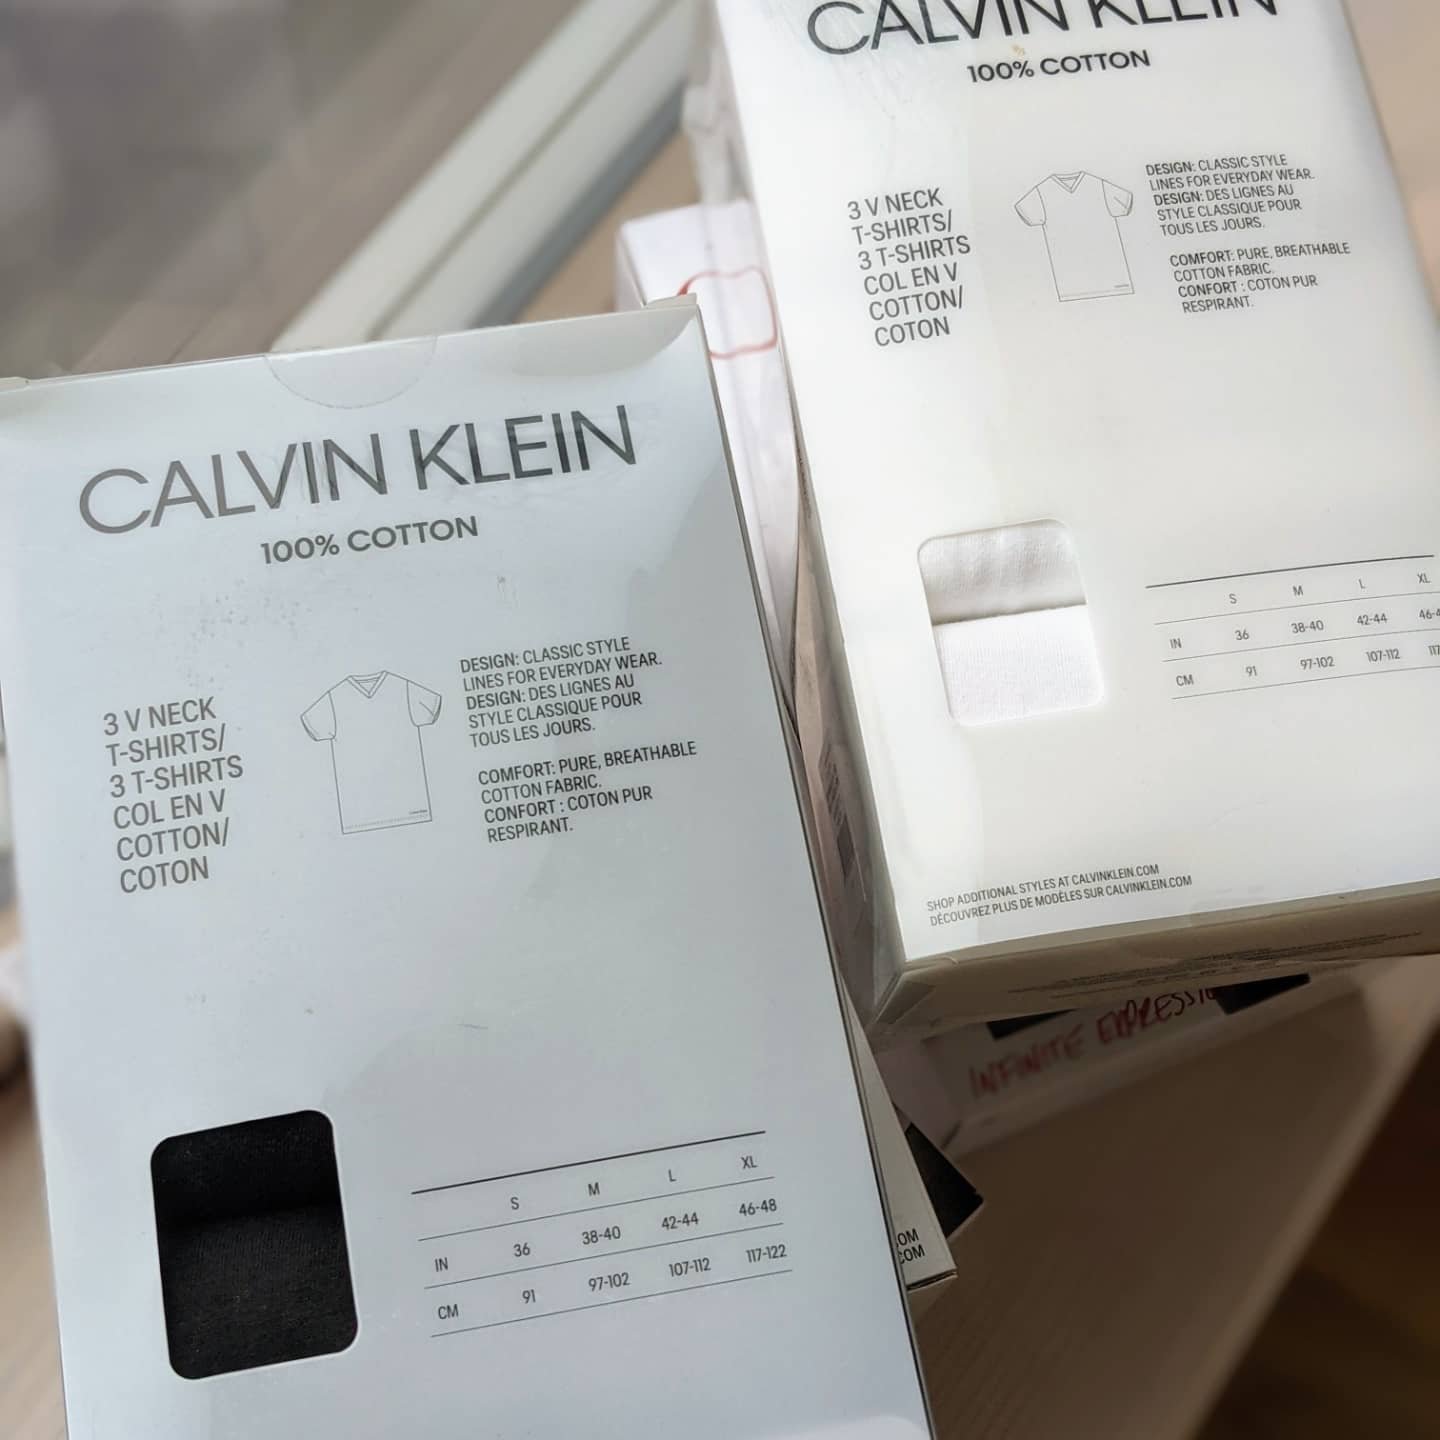 CALVIN KLEIN
100% COTTON
3 V NECK
T-SHIRTS/
3 T-SHIRTS
COL EN V
COTTON/
COTON
DESIGN: CLASSIC STYLE
LINES FOR EVERYDAY WEAR.
DESIGN: DES LIGNES AU
STYLE CLASSIQUE POUR
TOUS LES JOURS.
COMFORT: PURE, BREATHABLE
COTTON FABRIC.
CONFORT : COTON PUR
RESPIRANT.
S M L XL
IN 36 38-40 42-44 46-48
CM 91 97-102 107-112 117-122
CALVIN KLEIN
100% COTTON
3 V NECK
T-SHIRTS/
3 T-SHIRTS
COL EN V
COTTON/
COTON
DESIGN: CLASSIC STYLE
LINES FOR EVERYDAY WEAR.
DESIGN: DES LIGNES AU
STYLE CLASSIQUE POUR
TOUS LES JOURS.
COMFORT: PURE, BREATHABLE
COTTON FABRIC.
CONFORT : COTON PUR
RESPIRANT.
S M L XL
IN 36 38-40 42-44 46-4
CM 91 97-102 107-112 117
SHOP ADDITIONAL STYLES AT CALVINKLEIN.COM
DÉCOUVREZ PLUS DE MODÈLES SUR CALVINKLEIN.COM
INFINITE EXPRESSIO
.OM
COM